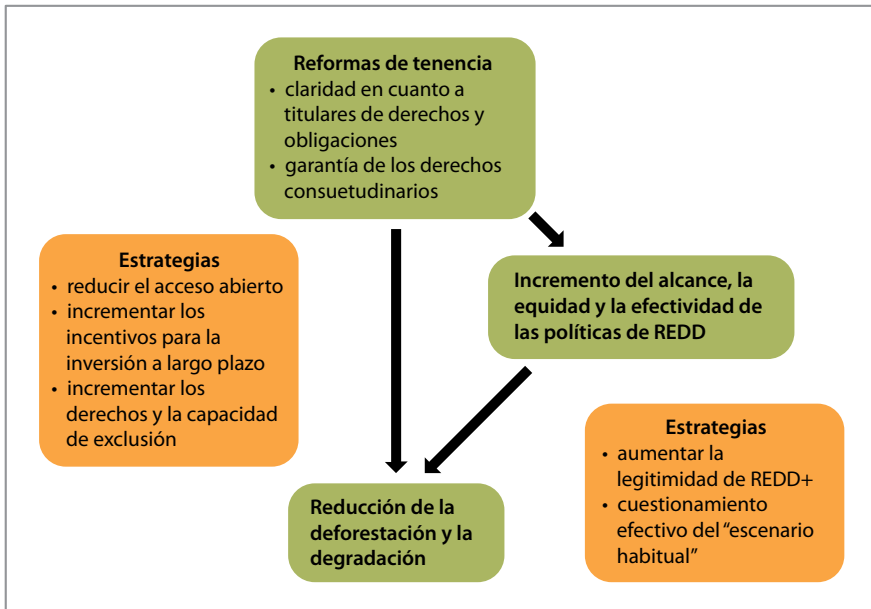 Reformas de tenencia
• claridad en cuanto a
titulares de derechos y
obligaciones
• garantía de los derechos
consuetudinarios
Estrategias
• reducir el acceso abierto
• incrementar los
incentivos para la
inversión a largo plazo
• incrementar los
derechos y la capacidad
de exclusión
Incremento del alcance, la
equidad y la efectividad de
las políticas de REDD
Estrategias
• aumentar la
legitimidad de REDD+
• cuestionamiento
efectivo del “escenario
habitual”
Reducción de la
deforestación y la
degradación